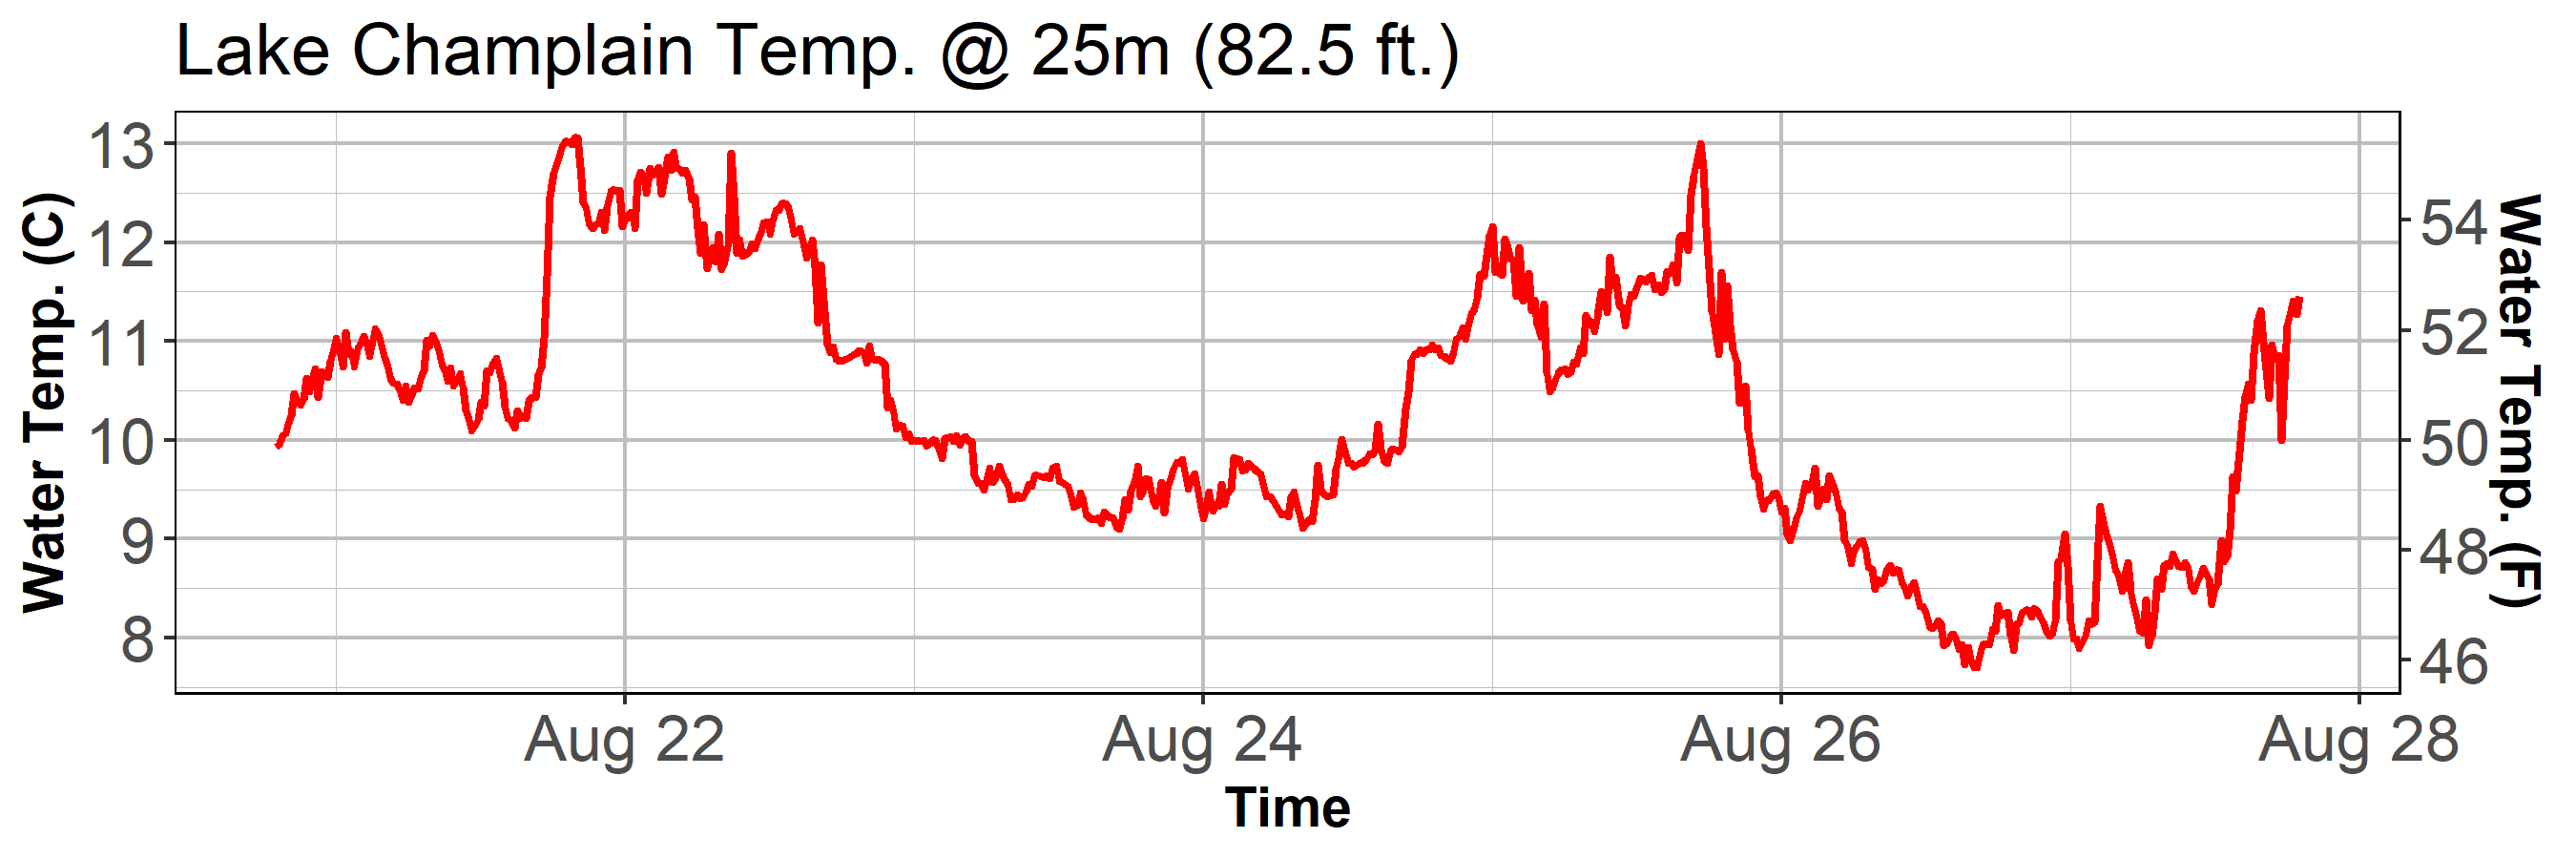 Lake Champlain Temp. @ 25m (82.5 ft.)
Water Temp. (C)
13
12
11
10
9
8
54
52
50
48
46
Water Temp. (F)
Aug 22 Aug 24 Aug 26 Aug 28
Time